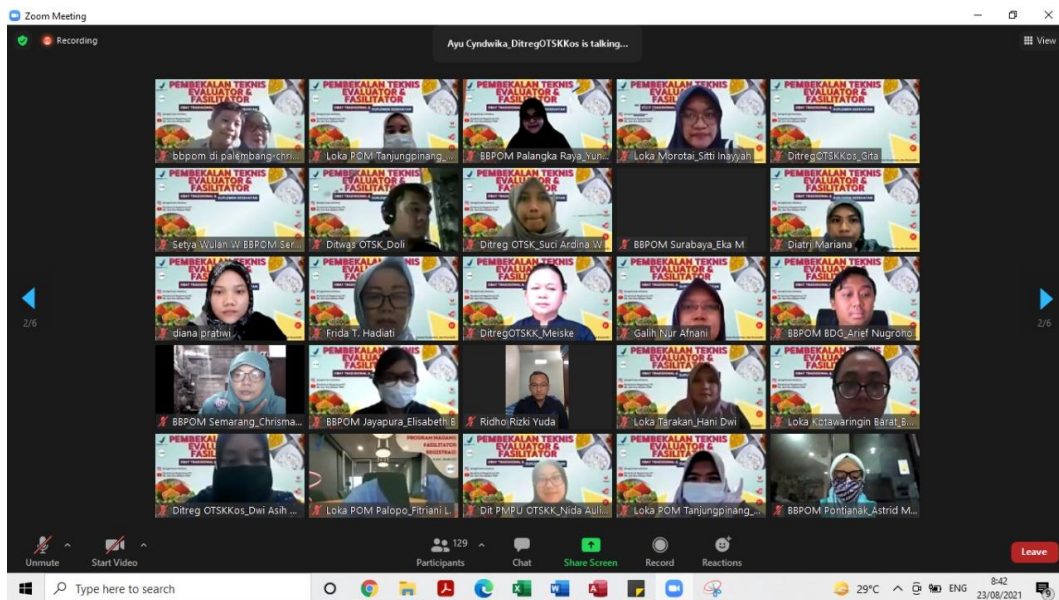 Zoom Meeting
Recording
Ayu Cyndwika_DitregOTSKKos is talking...
View
PEMBEKALAN TEKNIS
EVALUATOR &
FASILITATOR
bbpom di palembang-chri...
Loka POM Tanjungpinang_...
BBPOM Palangka Raya_Yun...
Loka Morotai_Sitti Inayyah
DitregOTSKKos_Gita
Setya Wulan W BBPOM Ser...
Ditwas OTSK_Doli
Ditreg OTSK_Suci Ardina W
BBPOM Surabaya_Eka M
Diatri Mariana
2/6
2/6
diana pratiwi
Frida T. Hadiati
DitregOTSKK_Meiske
Galih Nur Afnani
BBPOM BDG_Arief Nugroho
BBPOM Semarang_Chrisma...
BBPOM Jayapura_Elisabeth B
Ridho Rizki Yuda
Loka Tarakan_Hani Dwi
Loka Kotawaringin Barat_B...
PROGRAM MAGANG
FASILITATOR
REGISTRASI
Ditreg OTSKKos_Dwi Asih ...
Loka POM Palopo_Fitriani L.
Dit PMPU OTSKK_Nida Auli...
Loka POM Tanjungpinang_...
BBPOM Pontianak_Astrid M...
Unmute
Start Video
129
Participants
Chat
Share Screen
Record
Reactions
Leave
Type here to search
29°C
ENG
8:42
23/08/2021